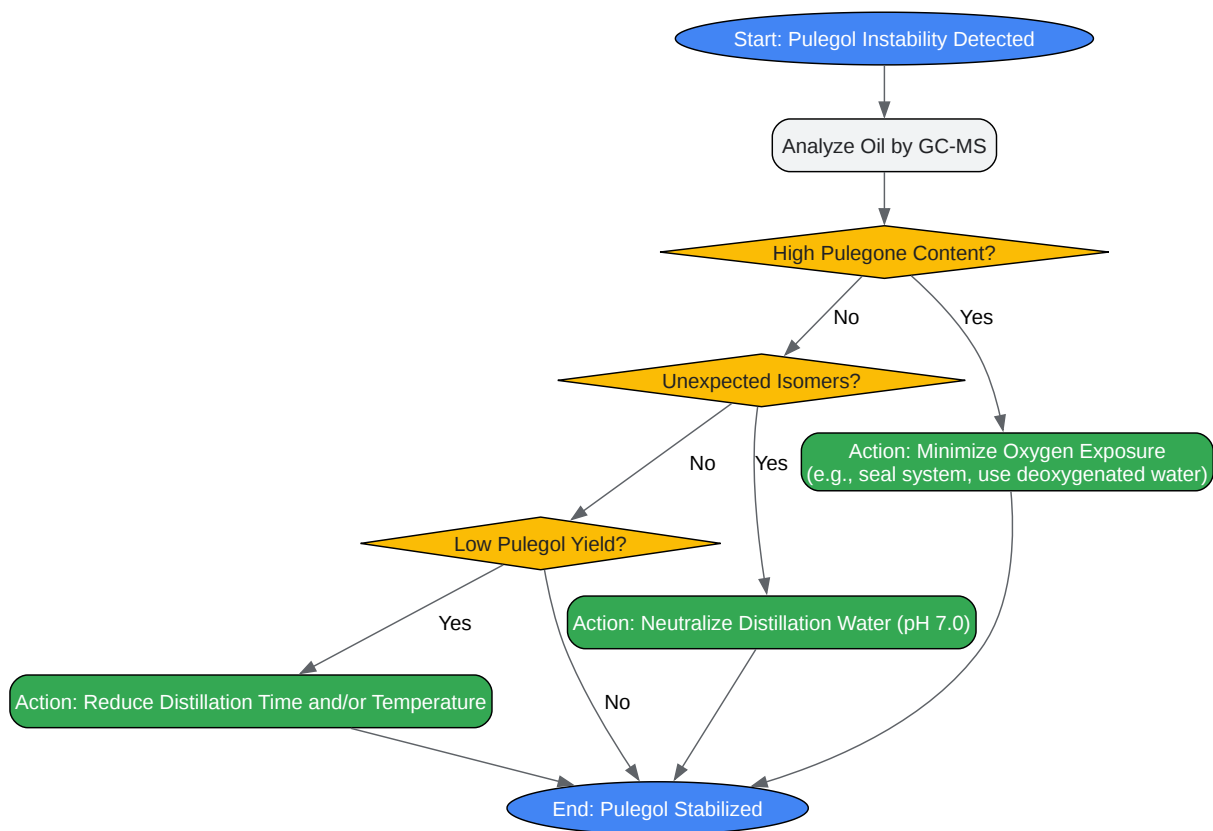 Start: Pulegol Instability Detected
Analyze Oil by GC-MS
High Pulegone Content?
No
Yes
Unexpected Isomers?
Action: Minimize Oxygen Exposure
(e.g., seal system, use deoxygenated water)
No
Yes
Low Pulegol Yield?
Action: Neutralize Distillation Water (pH 7.0)
Yes
Action: Reduce Distillation Time and/or Temperature
No
End: Pulegol Stabilized